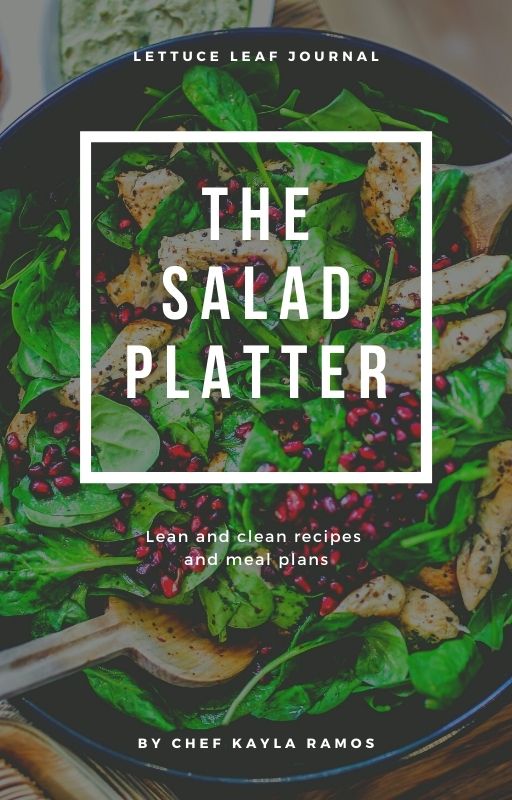 LETTUCE LEAF JOURNAL
THE
SALAD
PLATTER
Lean and clean recipes
and meal plans
BY CHEF KAYLA RAMOS